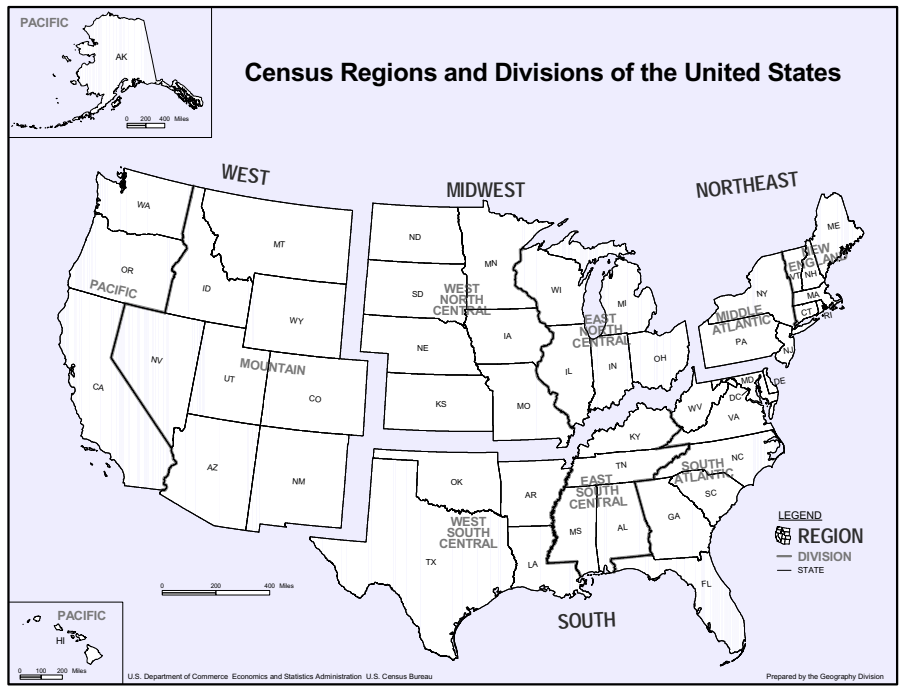 PACIFIC
AK
0 200 400 Miles
Census Regions and Divisions of the United States
WEST
MIDWEST
NORTHEAST
WA
MT
ND
MN
ME
OR
ID
SD
WI
MI
NY
VT
NH
NEW
ENGLAND
MA
CT
RI
PACIFIC
WY
WEST
NORTH
CENTRAL
EAST
NORTH
CENTRAL
MIDDLE
ATLANTIC
PA
NJ
NV
UT
MOUNTAIN
CO
NE
IA
IL
IN
OH
CA
KS
MO
WV
MD
DE
DC
VA
KY
AZ
NM
OK
AR
TN
NC
SOUTH
ATLANTIC
SC
EAST
SOUTH
CENTRAL
MS
AL
GA
WEST
SOUTH
CENTRAL
TX
LA
FL
SOUTH
LEGEND
REGION
DIVISION
STATE
0 200 400 Miles
PACIFIC
HI
0 100 200 Miles
U.S. Department of Commerce Economics and Statistics Administration U.S. Census Bureau
Prepared by the Geography Division